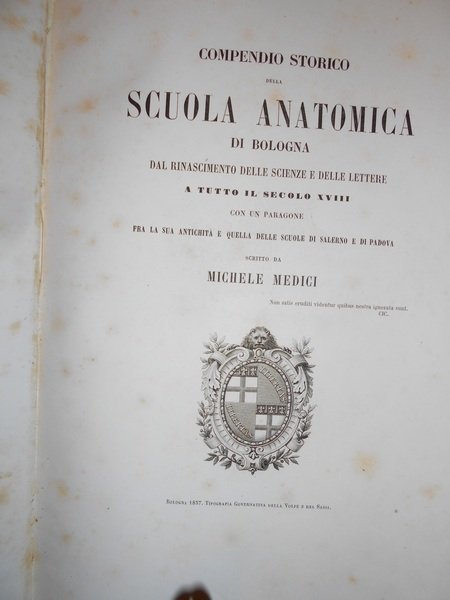 COMPENDIO STORICO
DELLA
SCUOLA ANATOMICA
DI BOLOGNA
DAL RINASCIMENTO DELLE SCIENZE E DELLE LETTERE
A TUTTO IL SECOLO XVIII
CON UN PARAGONE
FRA LA SUA ANTICHITÀ E QUELLA DELLE SCUOLE DI SALERNO E DI PADOVA
SCRITTO DA
MICHELE MEDICI
Non satis eruditi videntur quibus nostra ignorata sunt.
CIC.
LIBERTAS
BOLOGNA 1857. TIPOGRAFIA GOVERNATIVA DELLA VOLPE E DEL SASSI.